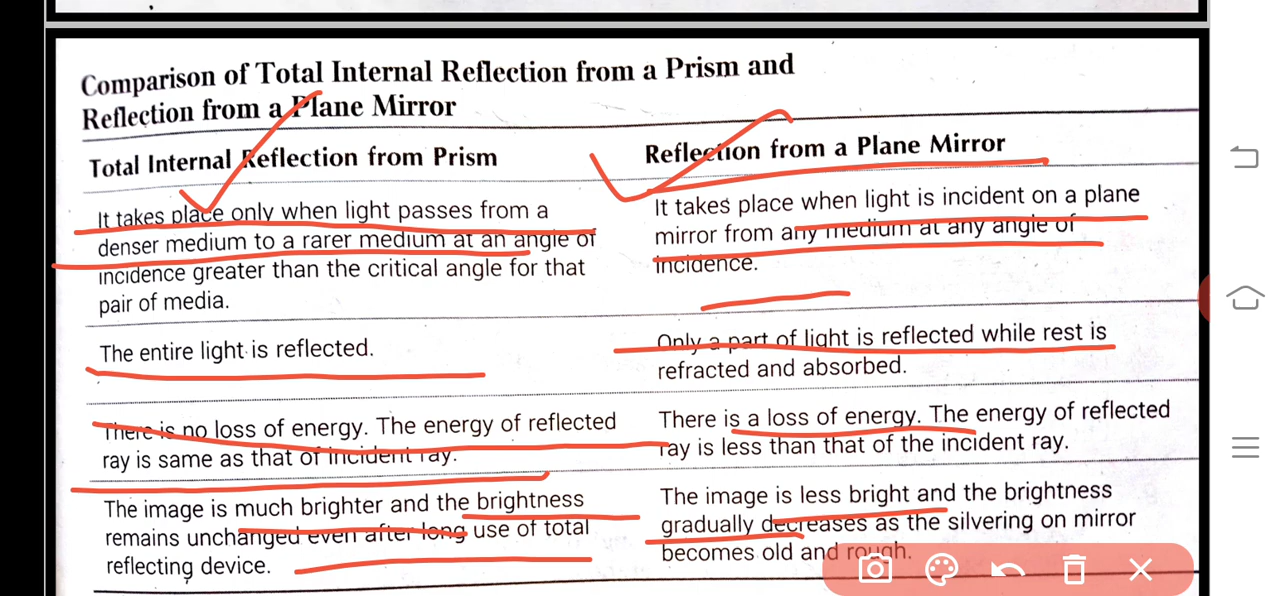 Comparison of Total Internal Reflection from a Prism and
Reflection from a Plane Mirror
Total Internal Reflection from Prism
Reflection from a Plane Mirror
It takes place only when light passes from a
denser medium to a rarer medium at an angle of
incidence greater than the critical angle for that
pair of media.
It takes place when light is incident on a plane
mirror from any medium at any angle of
incidence.
The entire light is reflected.
Only a part of light is reflected while rest is
refracted and absorbed.
There is no loss of energy. The energy of reflected
ray is same as that of incident ray.
There is a loss of energy. The energy of reflected
ray is less than that of the incident ray.
The image is much brighter and the brightness
remains unchanged even after long use of total
reflecting device.
The image is less bright and the brightness
gradually decreases as the silvering on mirror
becomes old and rough.